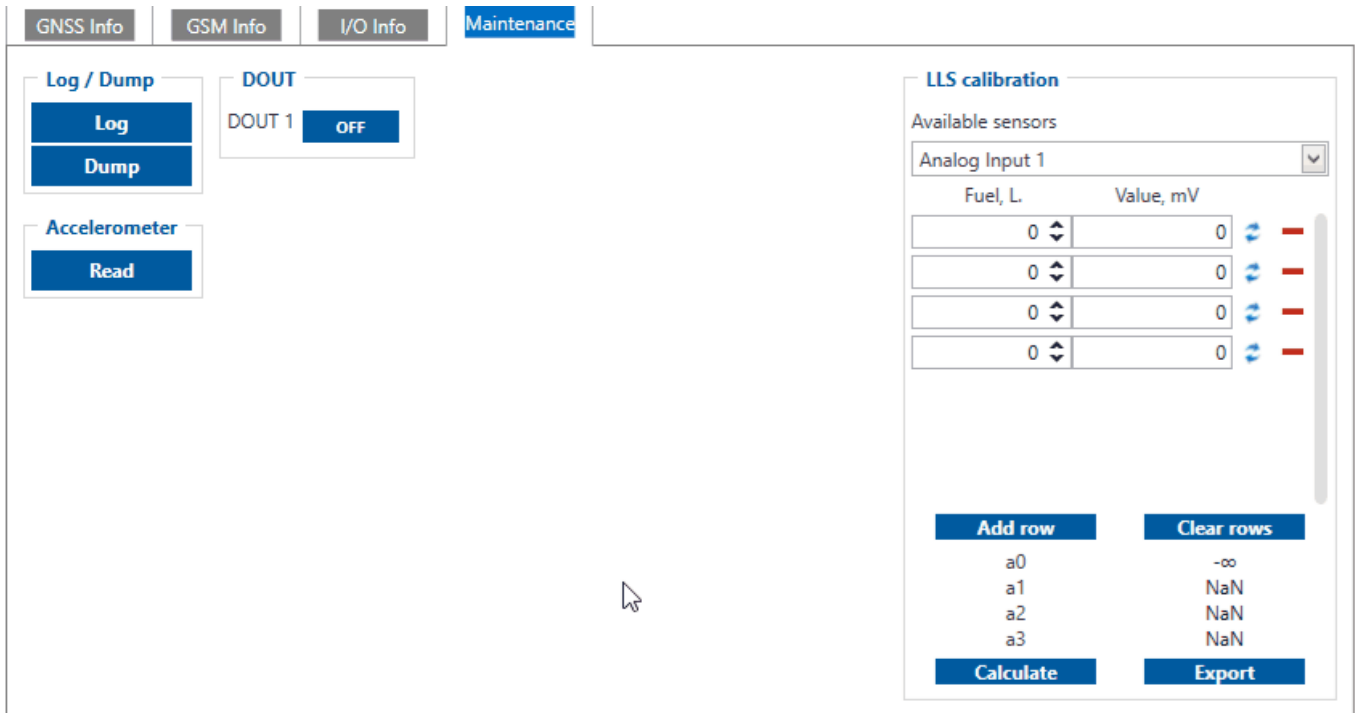 GNSS Info GSM Info I/O Info Maintenance
Log / Dump
Log
Dump
DOUT
DOUT 1 OFF
Accelerometer
Read
LLS calibration
Available sensors
Analog Input 1
Fuel, L. Value, mV
0 0
0 0
0 0
0 0
Add row Clear rows
a0 -∞
a1 NaN
a2 NaN
a3 NaN
Calculate Export